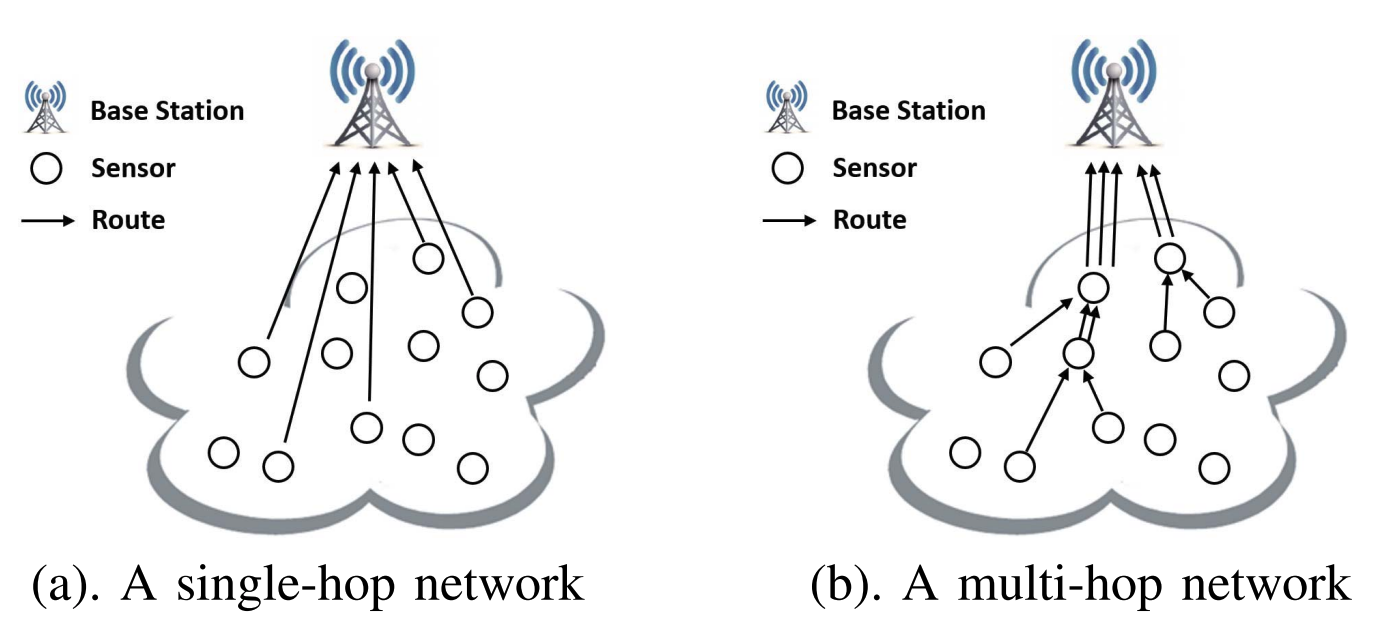 Base Station
Sensor
Route
(a). A single-hop network
Base Station
Sensor
Route
(b). A multi-hop network